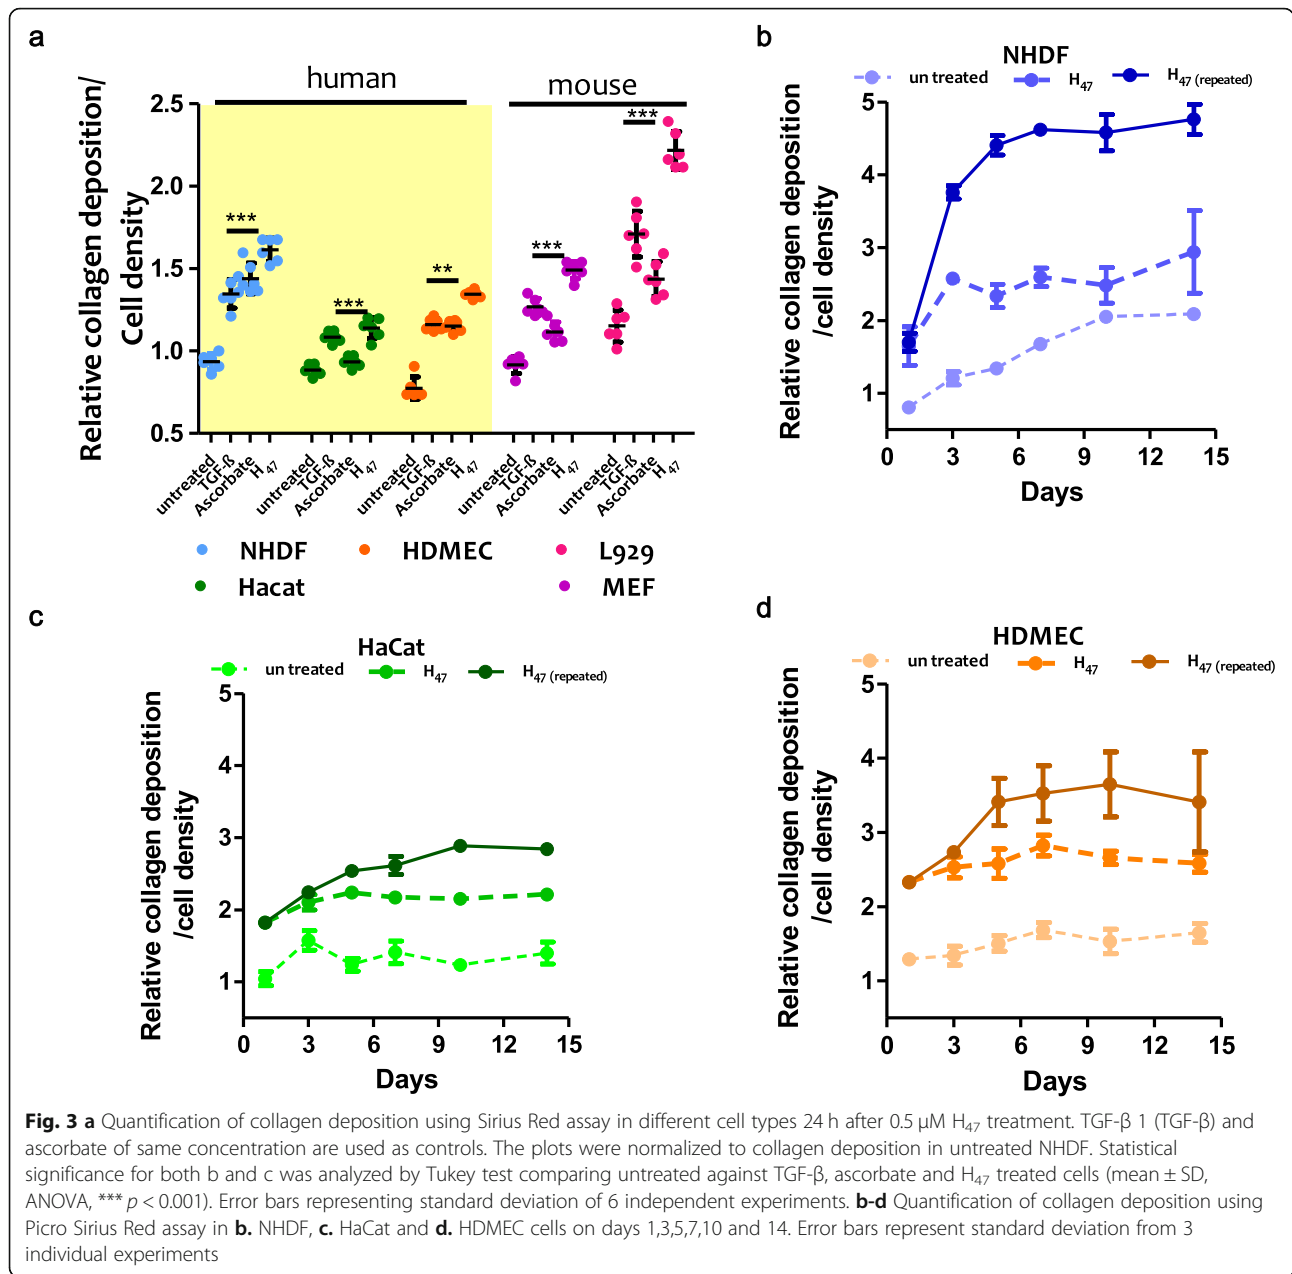 a
human
mouse
Relative collagen deposition/
Cell density
2.5
2.0
1.5
1.0
0.5
***
***
**
***
***
untreated
TGF-ß
Ascorbate
H47
untreated
TGF-ß
Ascorbate
H47
untreated
TGF-ß
Ascorbate
H47
untreated
TGF-ß
Ascorbate
H47
untreated
TGF-ß
Ascorbate
H47
NHDF
HDMEC
L929
Hacat
MEF
b
NHDF
un treated
H47
H47 (repeated)
Relative collagen deposition
/cell density
5
4
3
2
1
0 3 6 9 12 15
Days
c
HaCat
un treated
H47
H47 (repeated)
Relative collagen deposition
/cell density
5
4
3
2
1
0 3 6 9 12 15
Days
d
HDMEC
un treated
H47
H47 (repeated)
Relative collagen deposition
/cell density
5
4
3
2
1
0 3 6 9 12 15
Days
Fig. 3 a Quantification of collagen deposition using Sirius Red assay in different cell types 24 h after 0.5 μM H47 treatment. TGF-β 1 (TGF-β) and
ascorbate of same concentration are used as controls. The plots were normalized to collagen deposition in untreated NHDF. Statistical
significance for both b and c was analyzed by Tukey test comparing untreated against TGF-β, ascorbate and H47 treated cells (mean ± SD,
ANOVA, *** p < 0.001). Error bars representing standard deviation of 6 independent experiments. b-d Quantification of collagen deposition using
Picro Sirius Red assay in b. NHDF, c. HaCat and d. HDMEC cells on days 1,3,5,7,10 and 14. Error bars represent standard deviation from 3
individual experiments